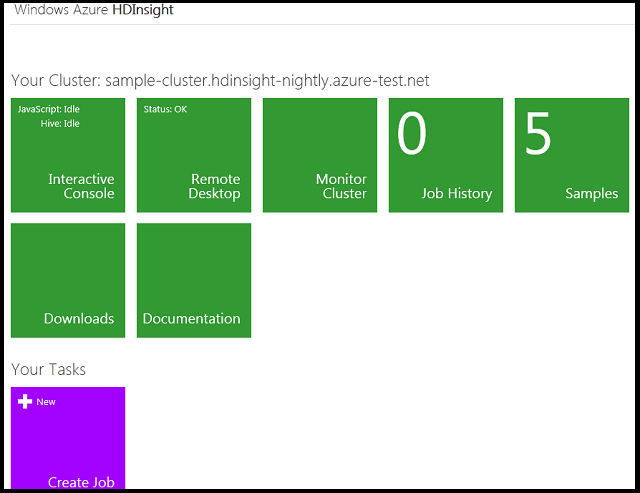 Windows Azure HDInsight
Your Cluster: sample-cluster.hdinsight-nightly.azure-test.net
JavaScript: Idle
Hive: Idle
Interactive
Console
Status: OK
Remote
Desktop
Monitor
Cluster
0
Job History
5
Samples
Downloads
Documentation
Your Tasks
New
Create Job